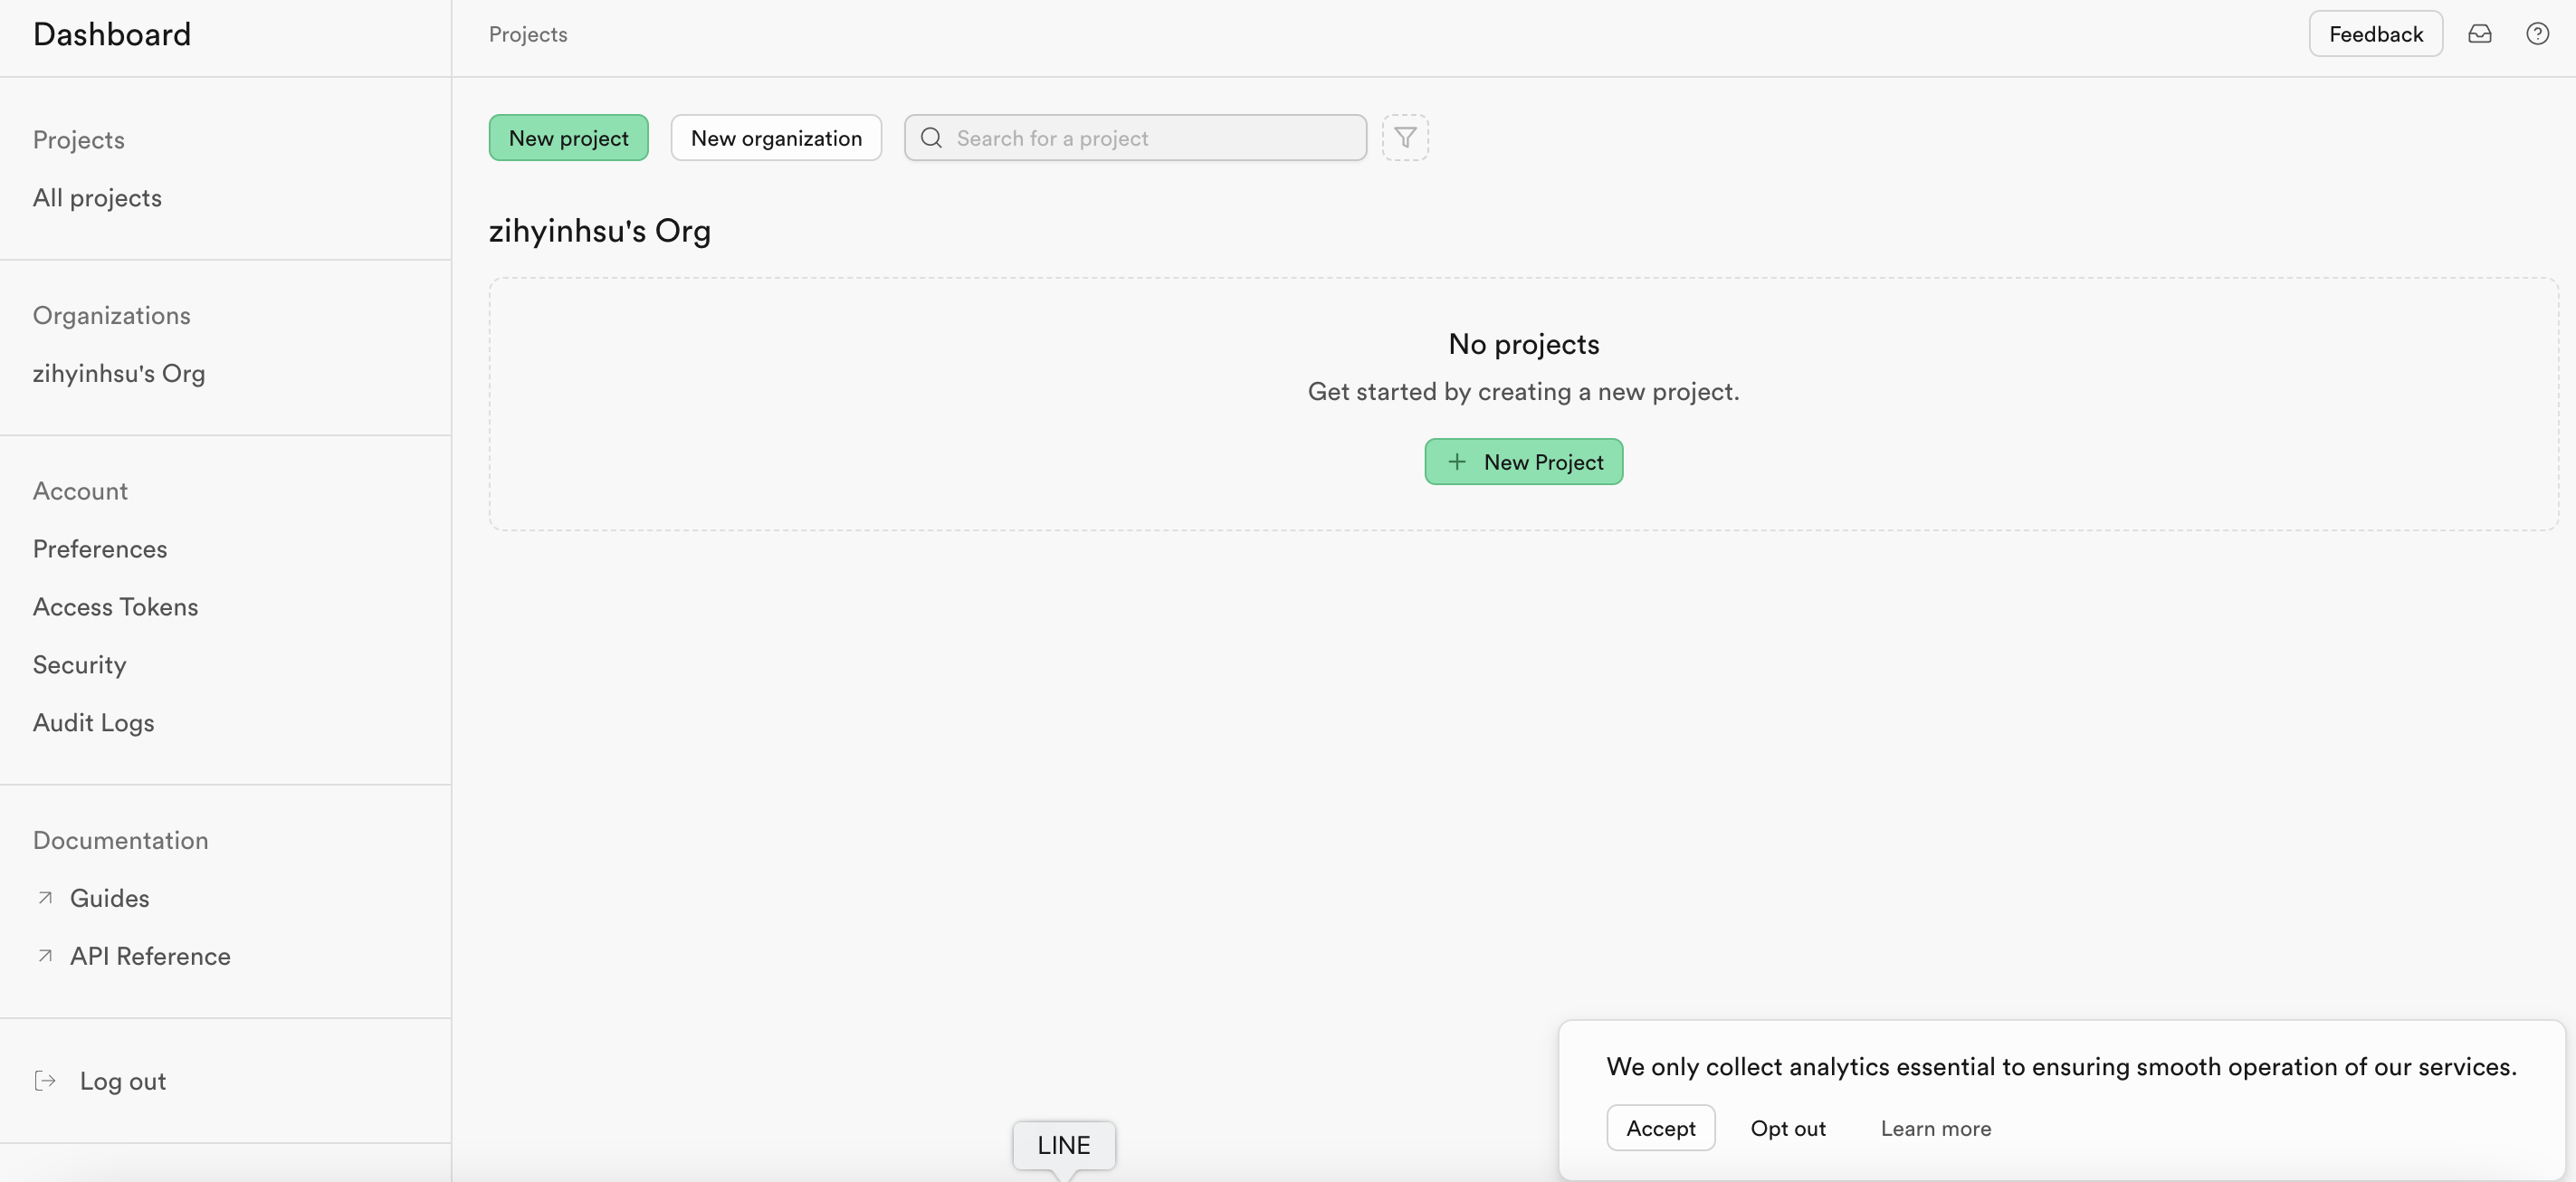 Dashboard
Projects
Feedback
Projects
All projects
Organizations
zihyinhsu's Org
Account
Preferences
Access Tokens
Security
Audit Logs
Documentation
Guides
API Reference
Log out
New project
New organization
Search for a project
zihyinhsu's Org
No projects
Get started by creating a new project.
New Project
We only collect analytics essential to ensuring smooth operation of our services.
Accept Opt out Learn more
LINE